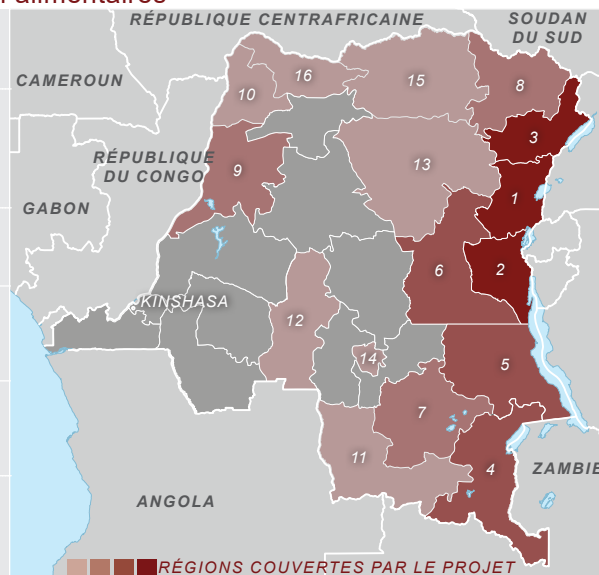 alimentaires
RÉPUBLIQUE CENTRAFRICAINE
SOUDAN
DU SUD
CAMEROUN
16
10
15
8
3
RÉPUBLIQUE
DU CONGO
9
13
1
GABON
6
2
KINSHASA
12
14
5
7
11
4
ZAMBIE
ANGOLA
RÉGIONS COUVERTES PAR LE PROJET